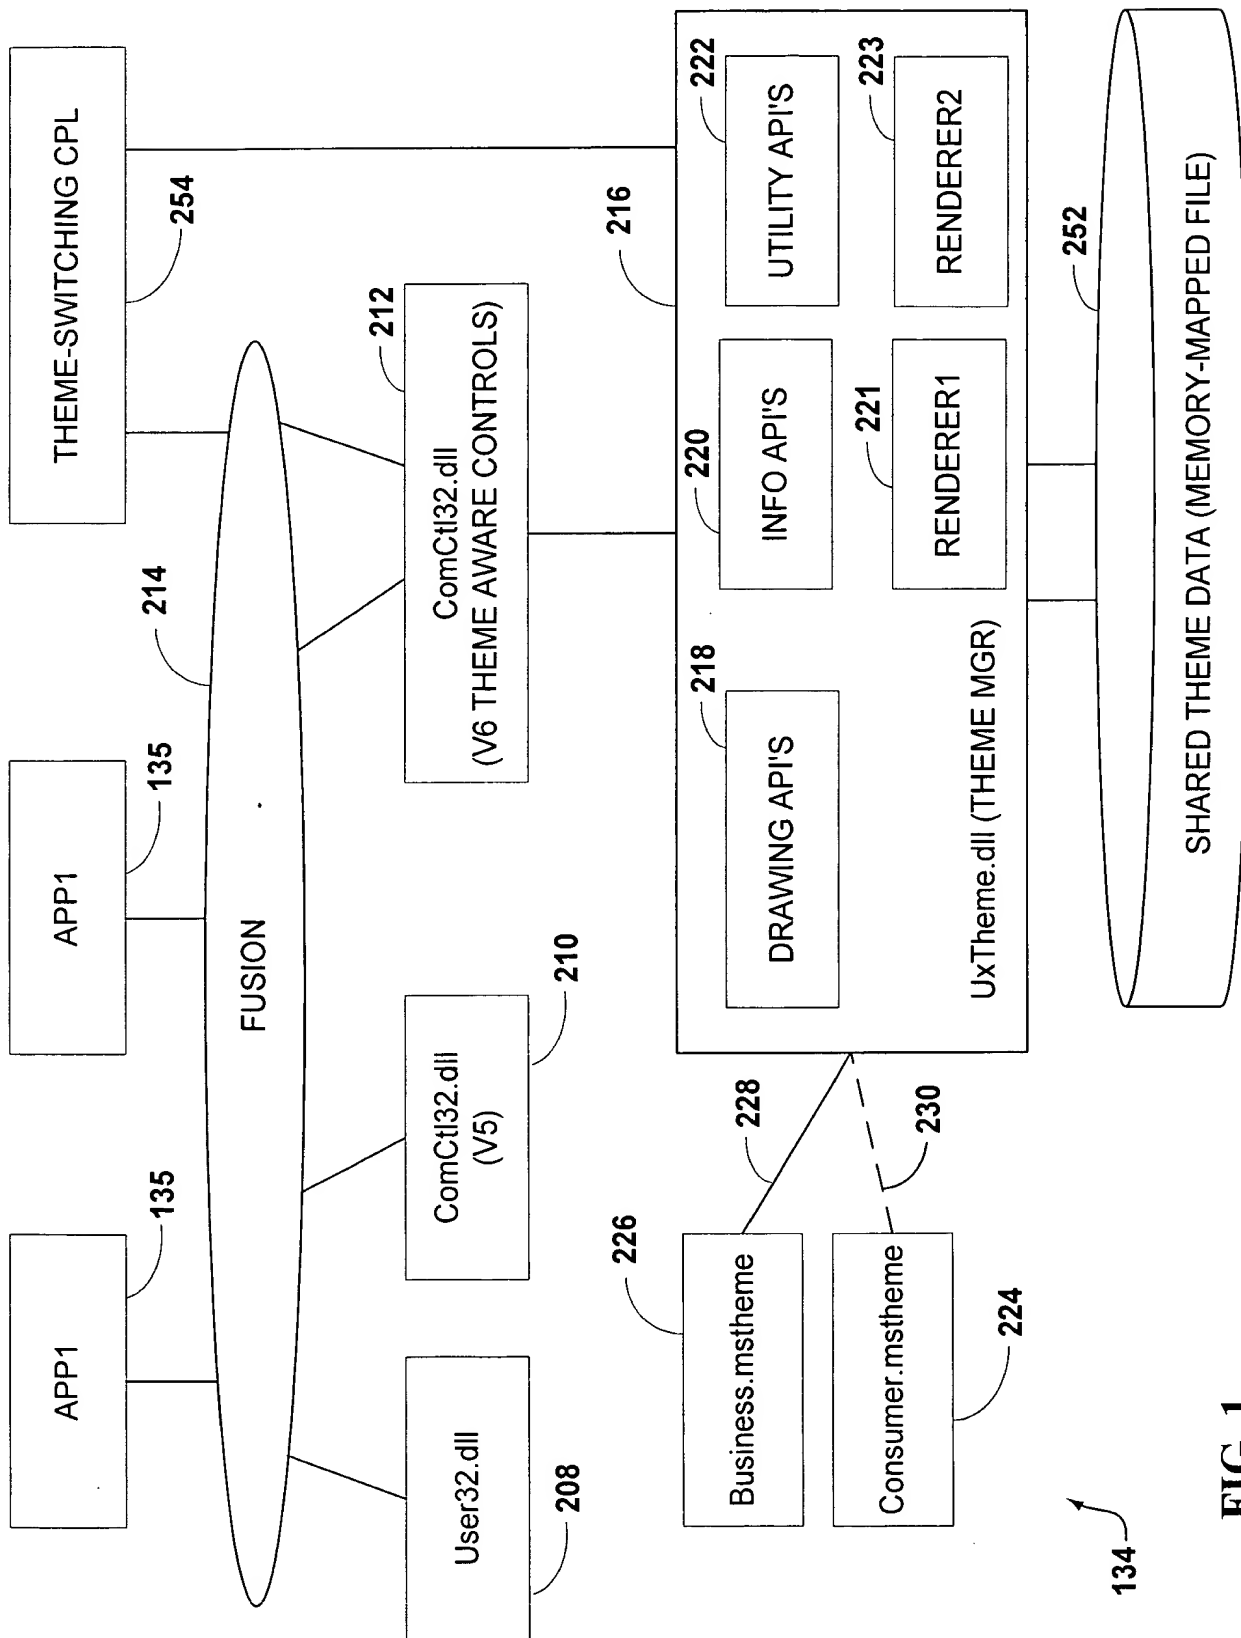 APP1
135
APP1
135
THEME-SWITCHING CPL
254
214
FUSION
User32.dll
208
ComCtl32.dll
(V5)
210
ComCtl32.dll
(V6 THEME AWARE CONTROLS)
212
216
Business.mstheme
226
228
Consumer.mstheme
224
230
DRAWING API'S
218
INFO API'S
220
UTILITY API'S
222
RENDERER1
221
RENDERER2
223
UxTheme.dll (THEME MGR)
252
SHARED THEME DATA (MEMORY-MAPPED FILE)
134
FIG. 1